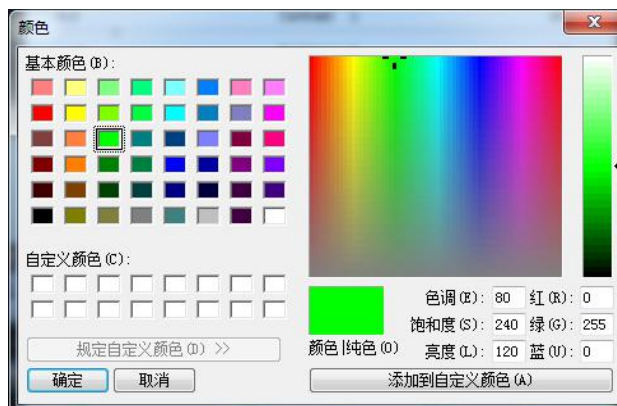 颜色
基本颜色(B):
自定义颜色(C):
规定自定义颜色(D) >>
确定
取消
颜色|纯色(O)
色调(E): 80
饱和度(S): 240
亮度(L): 120
红(R): 0
绿(G): 255
蓝(U): 0
添加到自定义颜色(A)